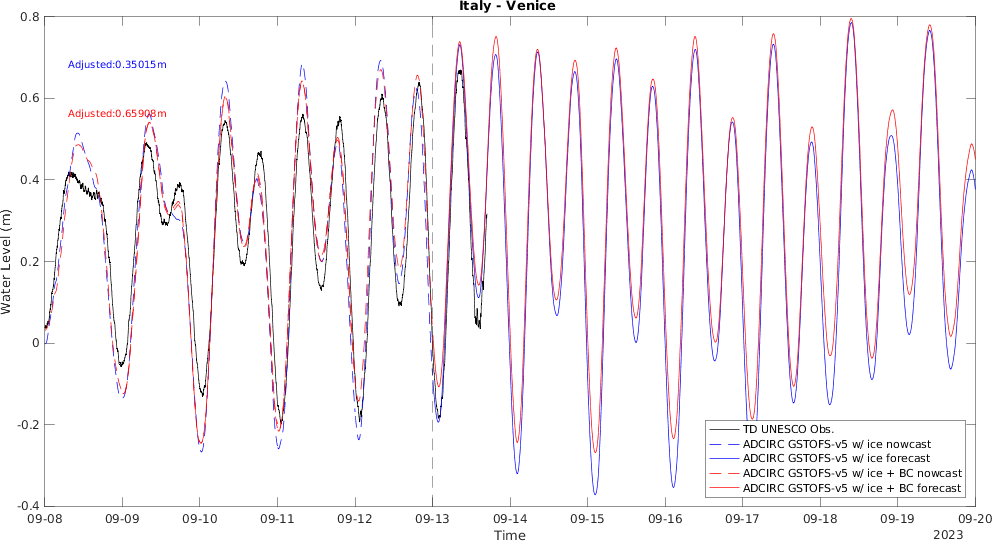 Italy - Venice
0.8
0.6
0.4
0.2
0
-0.2
-0.4
Water Level (m)
Adjusted:0.35015m
Adjusted:0.65908m
TD UNESCO Obs.
ADCIRC GSTOFS-v5 w/ ice nowcast
ADCIRC GSTOFS-v5 w/ ice forecast
ADCIRC GSTOFS-v5 w/ ice + BC nowcast
ADCIRC GSTOFS-v5 w/ ice + BC forecast
09-08 09-09 09-10 09-11 09-12 09-13 09-14 09-15 09-16 09-17 09-18 09-19 09-20
Time
2023